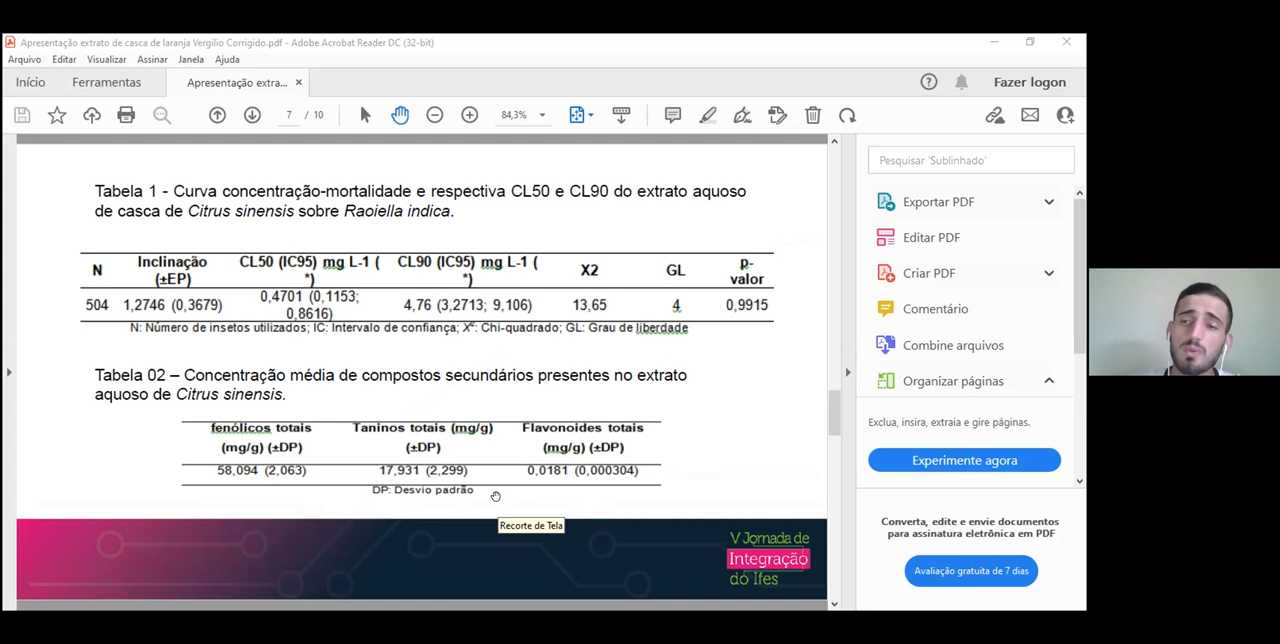 Apresentação extrato de casca de laranja Vergilio Corrigido.pdf - Adobe Acrobat Reader DC (32-bit)
Arquivo Editar Visualizar Assinar Janela Ajuda
Início Ferramentas Apresentação extra... × Fazer logon
7 / 10 84,3%
Pesquisar 'Sublinhado'
Exportar PDF
Editar PDF
Criar PDF
Comentário
Combine arquivos
Organizar páginas
Exclua, insira, extraia e gire páginas.
Experimente agora
Converta, edite e envie documentos
para assinatura eletrônica em PDF
Avaliação gratuita de 7 dias
Tabela 1 - Curva concentração-mortalidade e respectiva CL50 e CL90 do extrato aquoso
de casca de Citrus sinensis sobre Raoiella indica.
N Inclinação (±EP) CL50 (IC95) mg L-1 (*) CL90 (IC95) mg L-1 (*) X2 GL p-valor
504 1,2746 (0,3679) 0,4701 (0,1153; 0,8616) 4,76 (3,2713; 9,106) 13,65 4 0,9915
N: Número de insetos utilizados; IC: Intervalo de confiança; X²: Chi-quadrado; GL: Grau de liberdade
Tabela 02 – Concentração média de compostos secundários presentes no extrato
aquoso de Citrus sinensis.
fenólicos totais (mg/g) (±DP) Taninos totais (mg/g) (±DP) Flavonoides totais (mg/g) (±DP)
58,094 (2,063) 17,931 (2,299) 0,0181 (0,000304)
DP: Desvio padrão
Recorte de Tela
V Jornada de
Integração
do Ifes